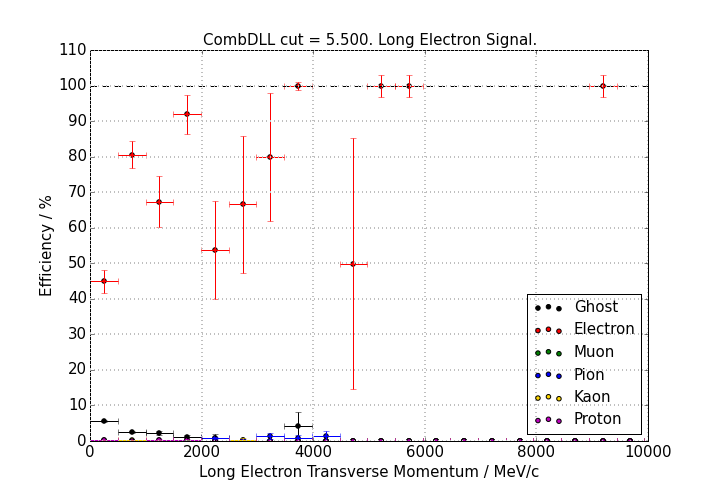 CombDLL cut = 5.500. Long Electron Signal.
110
100
90
80
70
60
50
40
30
20
10
0
Efficiency / %
Ghost
Electron
Muon
Pion
Kaon
Proton
0 2000 4000 6000 8000 10000
Long Electron Transverse Momentum / MeV/c